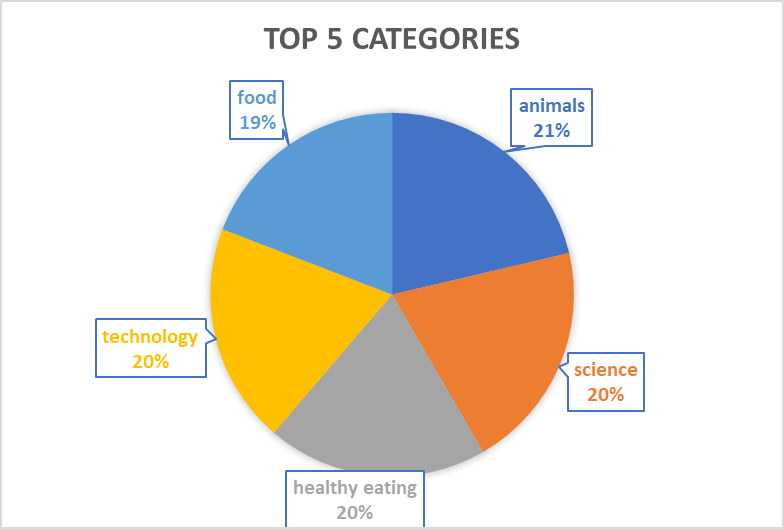 TOP 5 CATEGORIES
food
19%
animals
21%
technology
20%
science
20%
healthy eating
20%